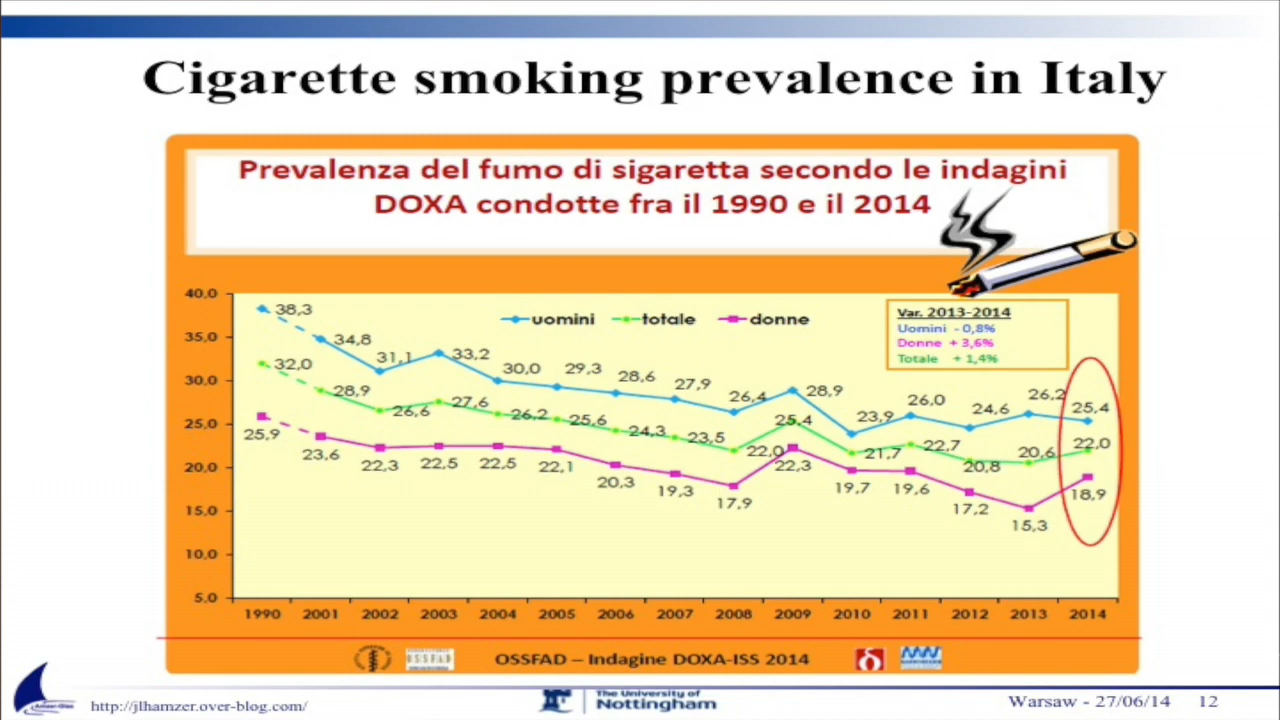 Cigarette smoking prevalence in Italy
Prevalenza del fumo di sigaretta secondo le indagini
DOXA condotte fra il 1990 e il 2014
uomini totale donne
Var. 2013-2014
Uomini - 0,8%
Donne + 3,6%
Totale + 1,4%
40,0
35,0
30,0
25,0
20,0
15,0
10,0
5,0
38,3 34,8 31,1 33,2 30,0 29,3 28,6 27,9 26,4 28,9 23,9 26,0 24,6 26,2 25,4
32,0 28,9 26,6 27,6 26,2 25,6 24,3 23,5 22,0 25,4 21,7 22,7 20,8 20,6 22,0
25,9 23,6 22,3 22,5 22,5 22,1 20,3 19,3 17,9 22,3 19,7 19,6 17,2 15,3 18,9
1990 2001 2002 2003 2004 2005 2006 2007 2008 2009 2010 2011 2012 2013 2014
OSSFAD
OSSFAD – Indagine DOXA-ISS 2014
http://jlhamzer.over-blog.com/
The University of
Nottingham
Warsaw - 27/06/14 12